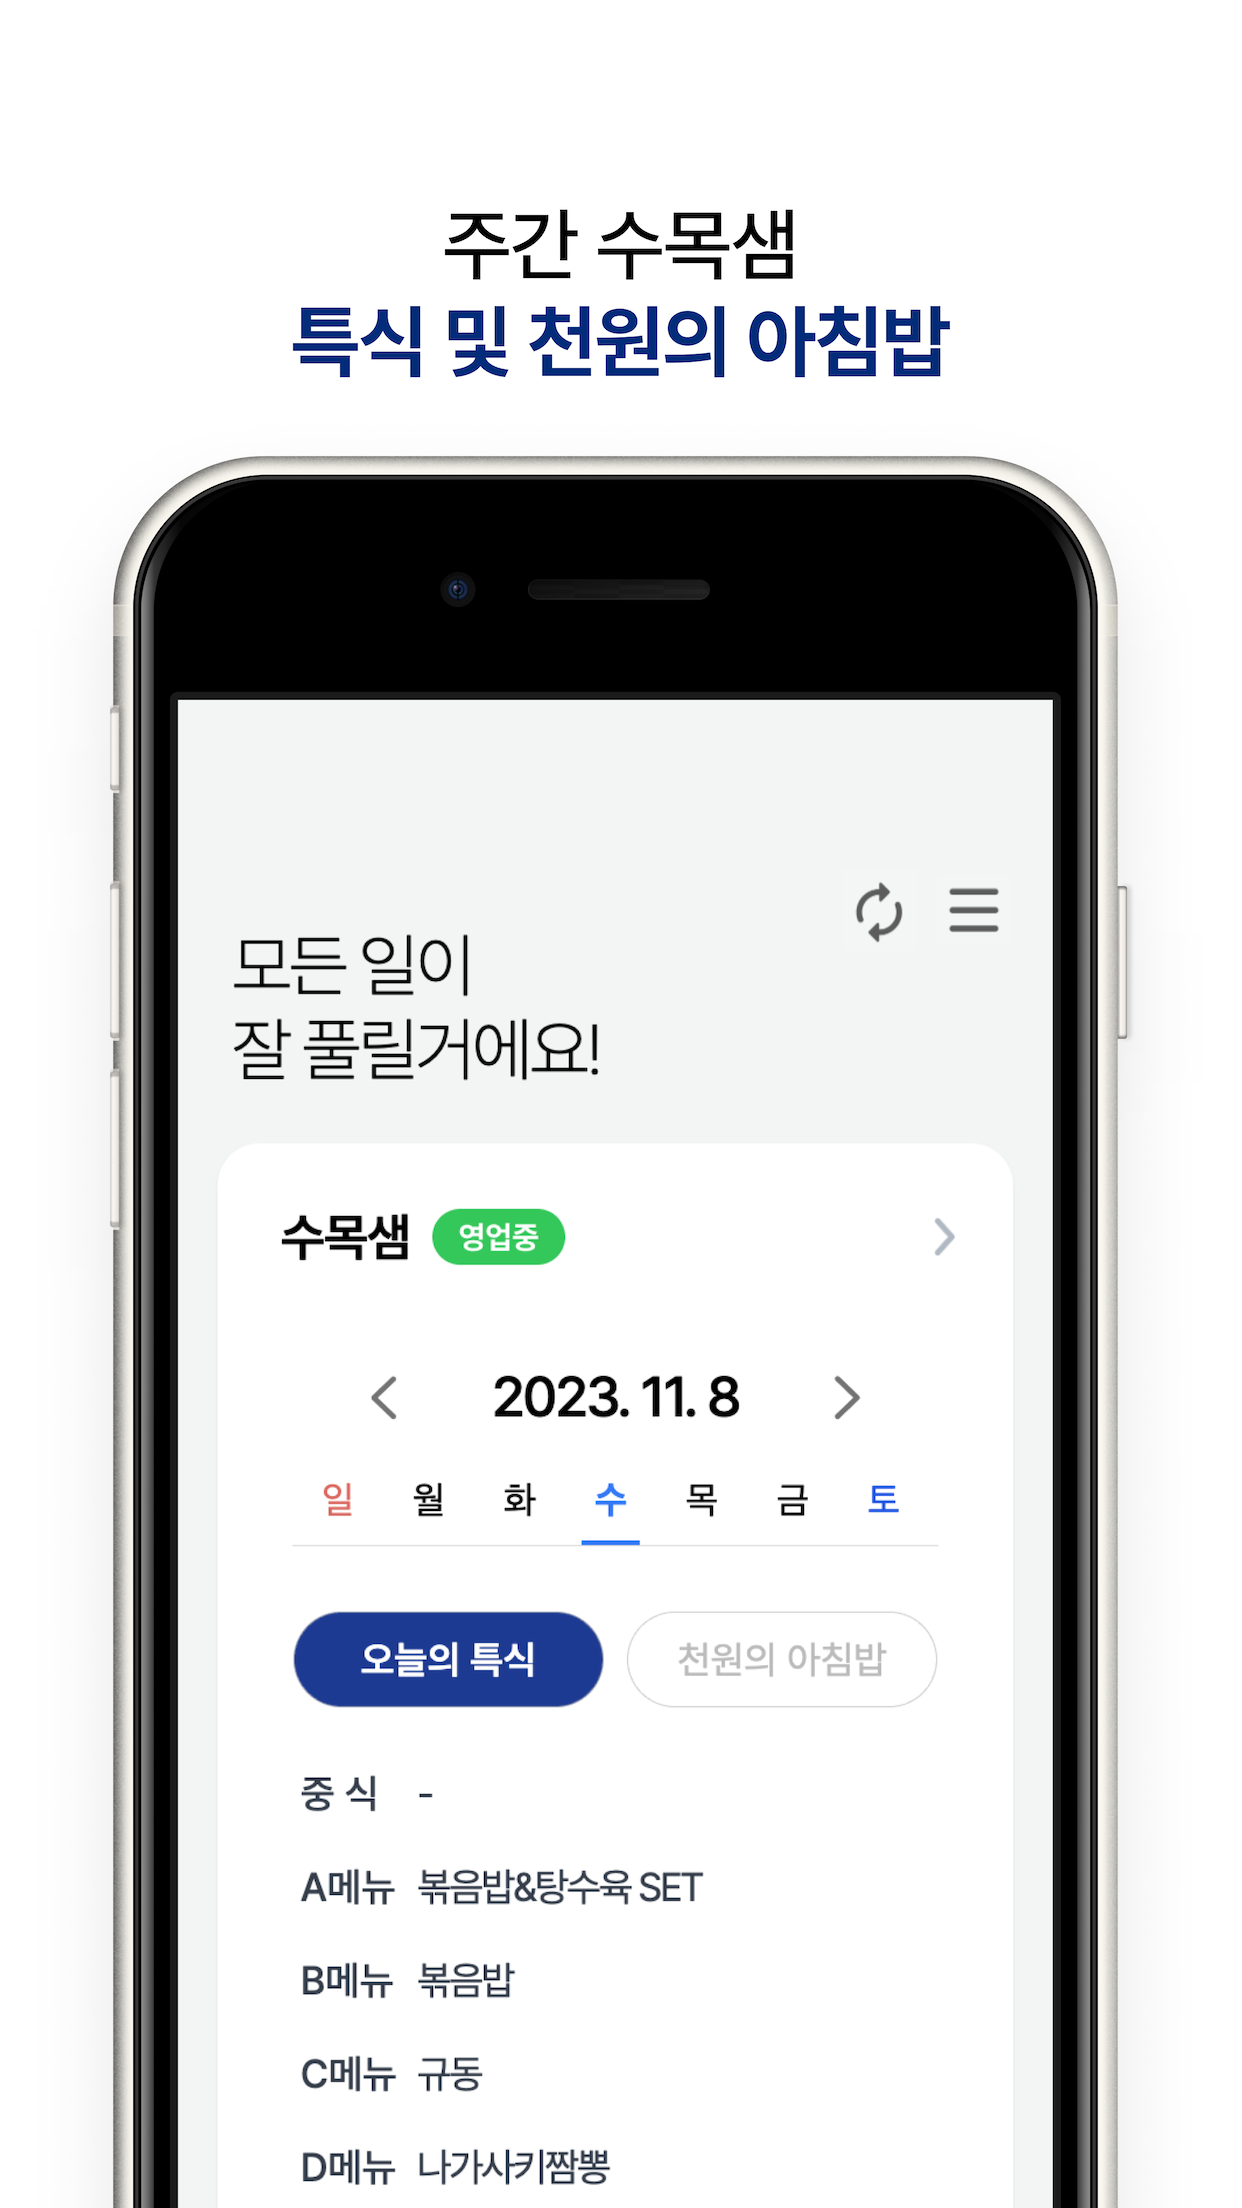 주간 수목샘
특식 및 천원의 아침밥
모든 일이
잘 풀릴거에요!
수목샘 영업중
2023. 11. 8
일 월 화 수 목 금 토
오늘의 특식 천원의 아침밥
중 식 -
A메뉴 볶음밥&탕수육 SET
B메뉴 볶음밥
C메뉴 규동
D메뉴 나가사키짬뽕